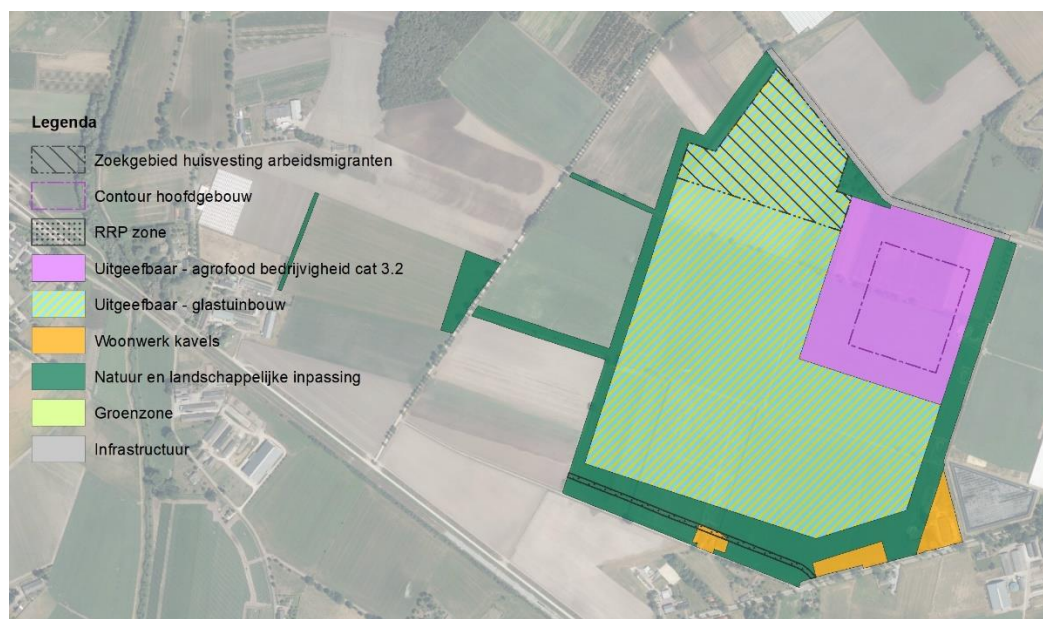 Legenda
Zoekgebied huisvesting arbeidsmigranten
Contour hoofdgebouw
RRP zone
Uitgeefbaar - agrofood bedrijvigheid cat 3.2
Uitgeefbaar - glastuinbouw
Woonwerk kavels
Natuur en landschappelijke inpassing
Groenzone
Infrastructuur